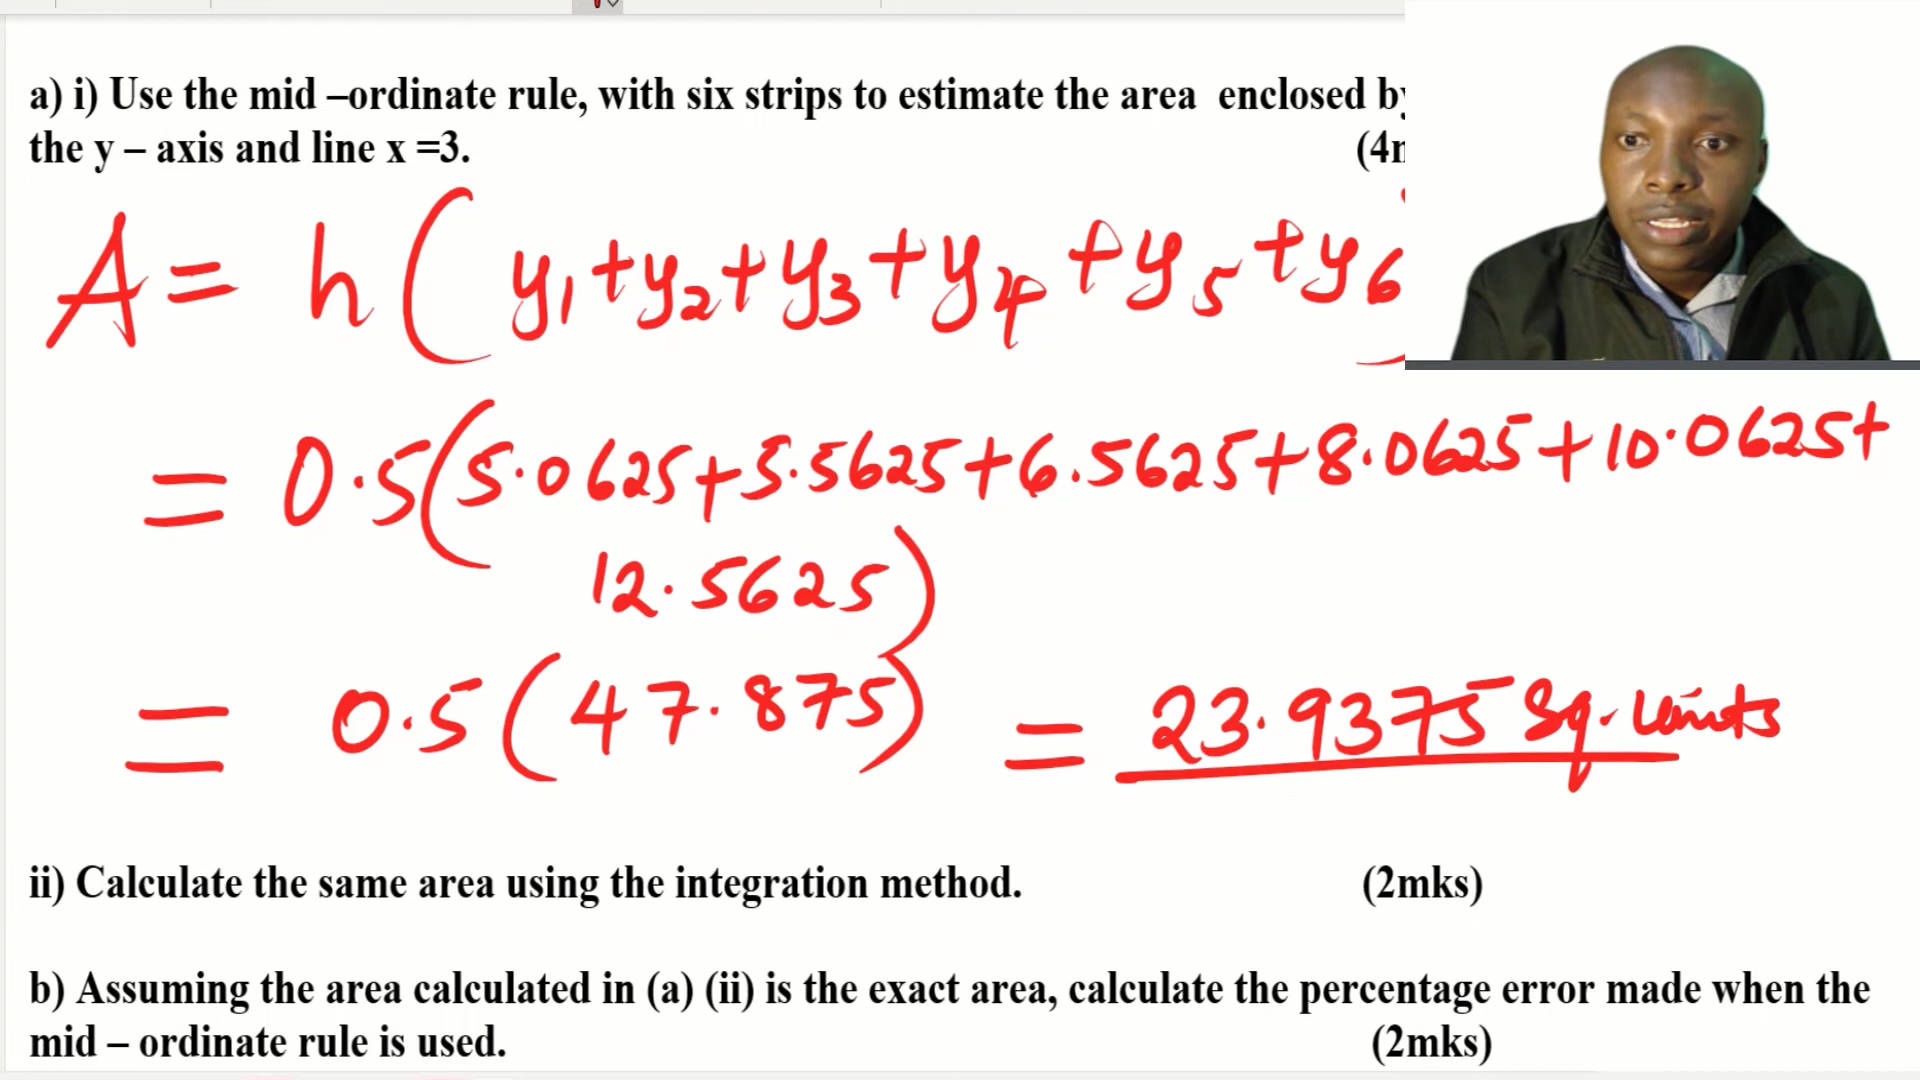 a) i) Use the mid –ordinate rule, with six strips to estimate the area enclosed
the y – axis and line x =3.
A = h ( y1 + y2 + y3 + y4 + y5 + y6
= 0.5(5.0625+5.5625+6.5625+8.0625+10.0625+
12.5625)
= 0.5 (47.875) = 23.9375 Sq. units
ii) Calculate the same area using the integration method. (2mks)
b) Assuming the area calculated in (a) (ii) is the exact area, calculate the percentage error made when the
mid – ordinate rule is used. (2mks)